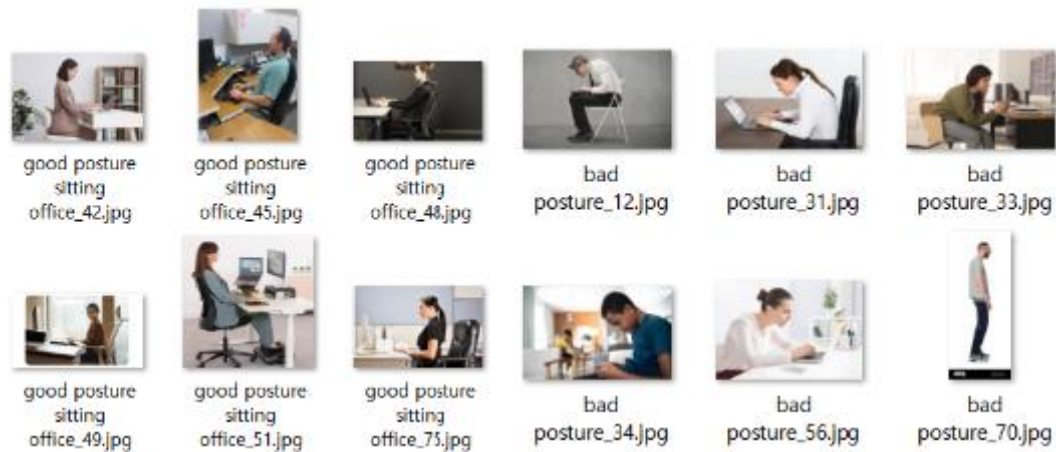 good posture
sitting
office_42.jpg
good posture
sitting
office_45.jpg
good posture
sitting
office_48.jpg
bad
posture_12.jpg
bad
posture_31.jpg
bad
posture_33.jpg
good posture
sitting
office_49.jpg
good posture
sitting
office_51.jpg
good posture
sitting
office_73.jpg
bad
posture_34.jpg
bad
posture_56.jpg
bad
posture_70.jpg